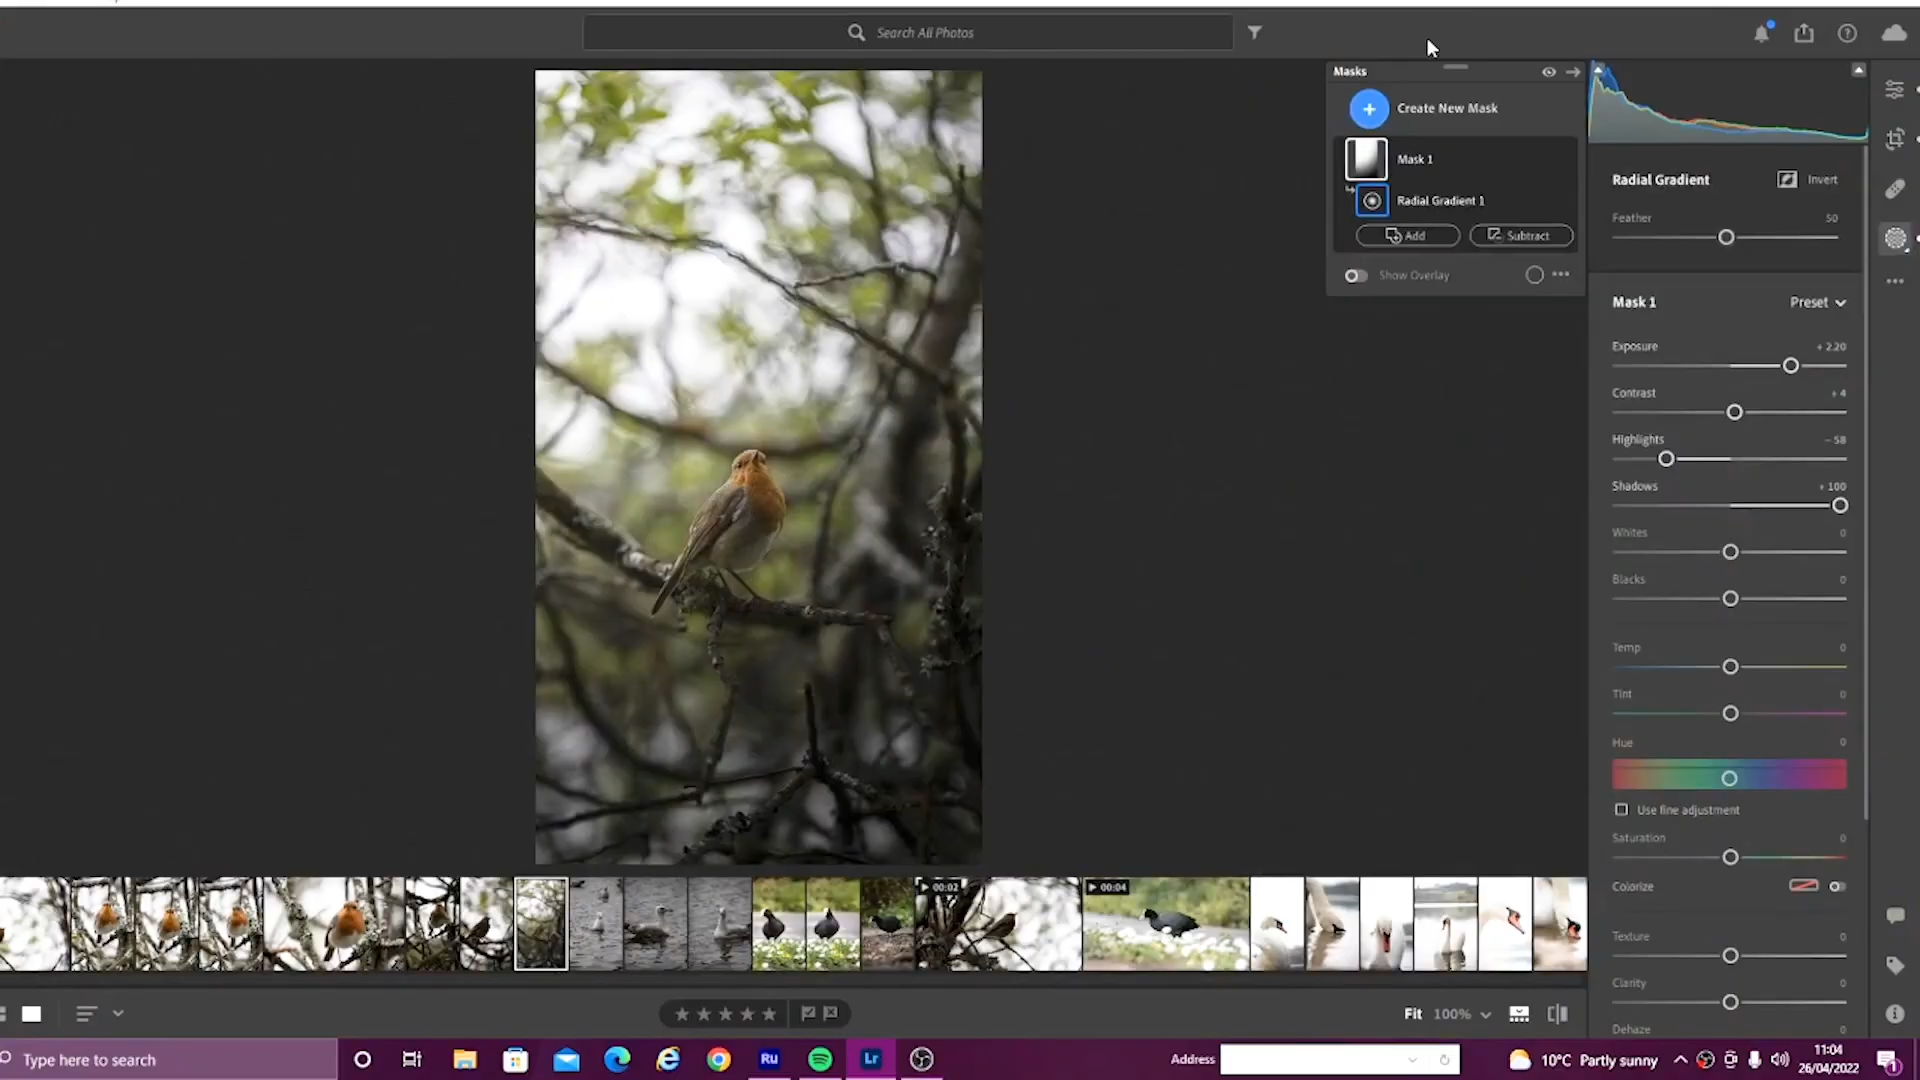 Search All Photos
Masks
Create New Mask
Mask 1
Radial Gradient 1
Add
Subtract
Show Overlay
Radial Gradient
Invert
Feather 50
Mask 1
Preset
Exposure + 2.20
Contrast + 4
Highlights – 58
Shadows + 100
Whites 0
Blacks 0
Temp 0
Tint 0
Hue 0
Use fine adjustment
Saturation 0
Colorize
Texture 0
Clarity 0
Dehaze
00:02
00:04
Fit 100%
Type here to search
Ru
Lr
Address
10°C Partly sunny
11:04
26/04/2022
1